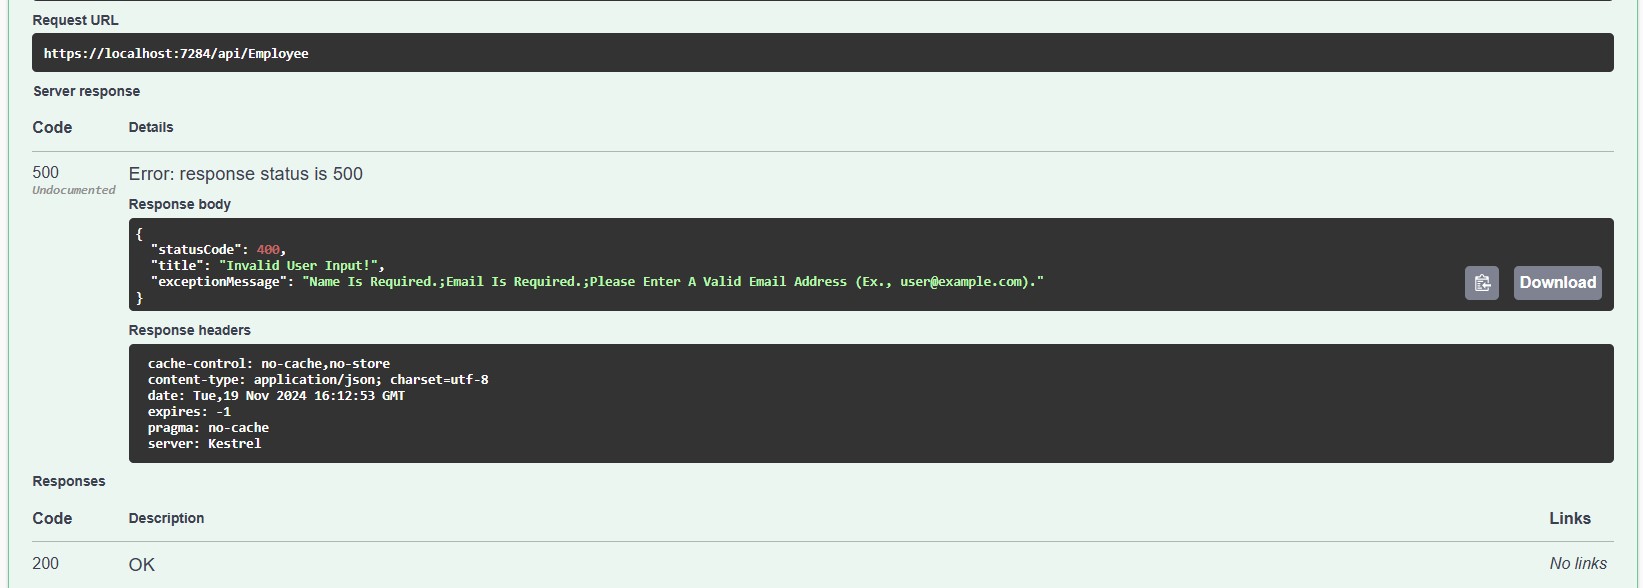 Request URL
https://localhost:7284/api/Employee
Server response
Code Details
500 Error: response status is 500
Undocumented
Response body
{
  "statusCode": 400,
  "title": "Invalid User Input!",
  "exceptionMessage": "Name Is Required.;Email Is Required.;Please Enter A Valid Email Address (Ex., user@example.com)."
}
Download
Response headers
cache-control: no-cache,no-store
content-type: application/json; charset=utf-8
date: Tue,19 Nov 2024 16:12:53 GMT
expires: -1
pragma: no-cache
server: Kestrel
Responses
Code Description Links
200 OK No links